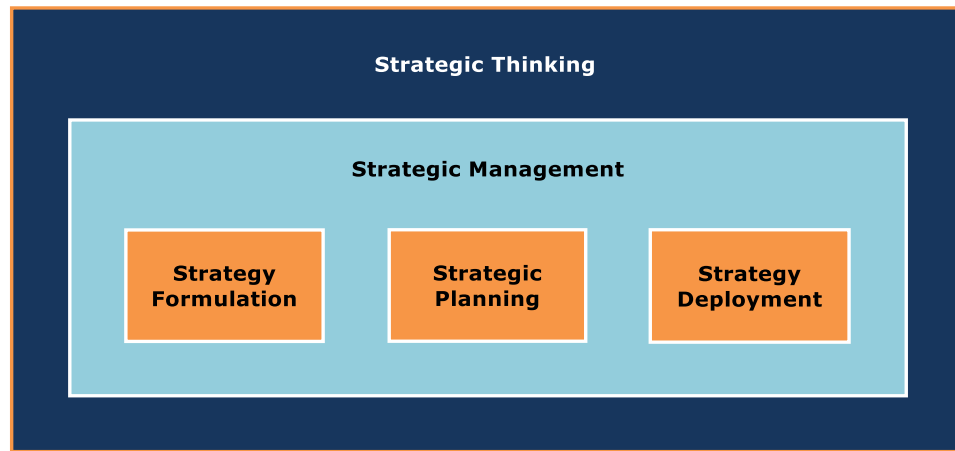 Strategic Thinking
Strategic Management
Strategy
Formulation
Strategic
Planning
Strategy
Deployment